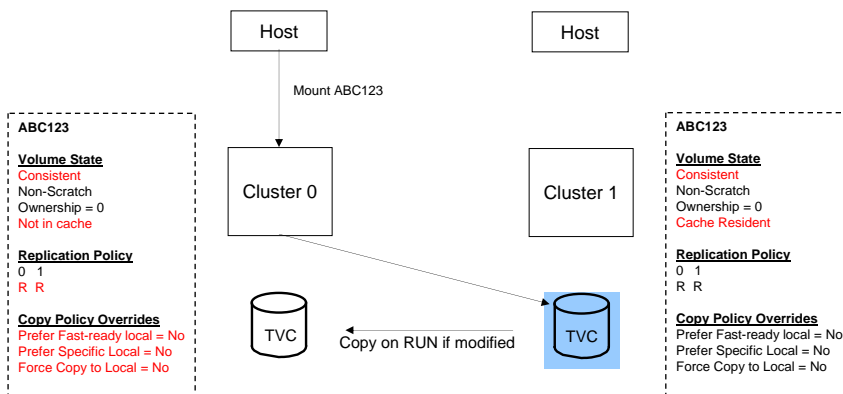 Host
Host
Mount ABC123
ABC123
Volume State
Consistent
Non-Scratch
Ownership = 0
Not in cache
Replication Policy
0 1
R R
Copy Policy Overrides
Prefer Fast-ready local = No
Prefer Specific Local = No
Force Copy to Local = No
Cluster 0
Cluster 1
TVC
Copy on RUN if modified
TVC
ABC123
Volume State
Consistent
Non-Scratch
Ownership = 0
Cache Resident
Replication Policy
0 1
R R
Copy Policy Overrides
Prefer Fast-ready local = No
Prefer Specific Local = No
Force Copy to Local = No